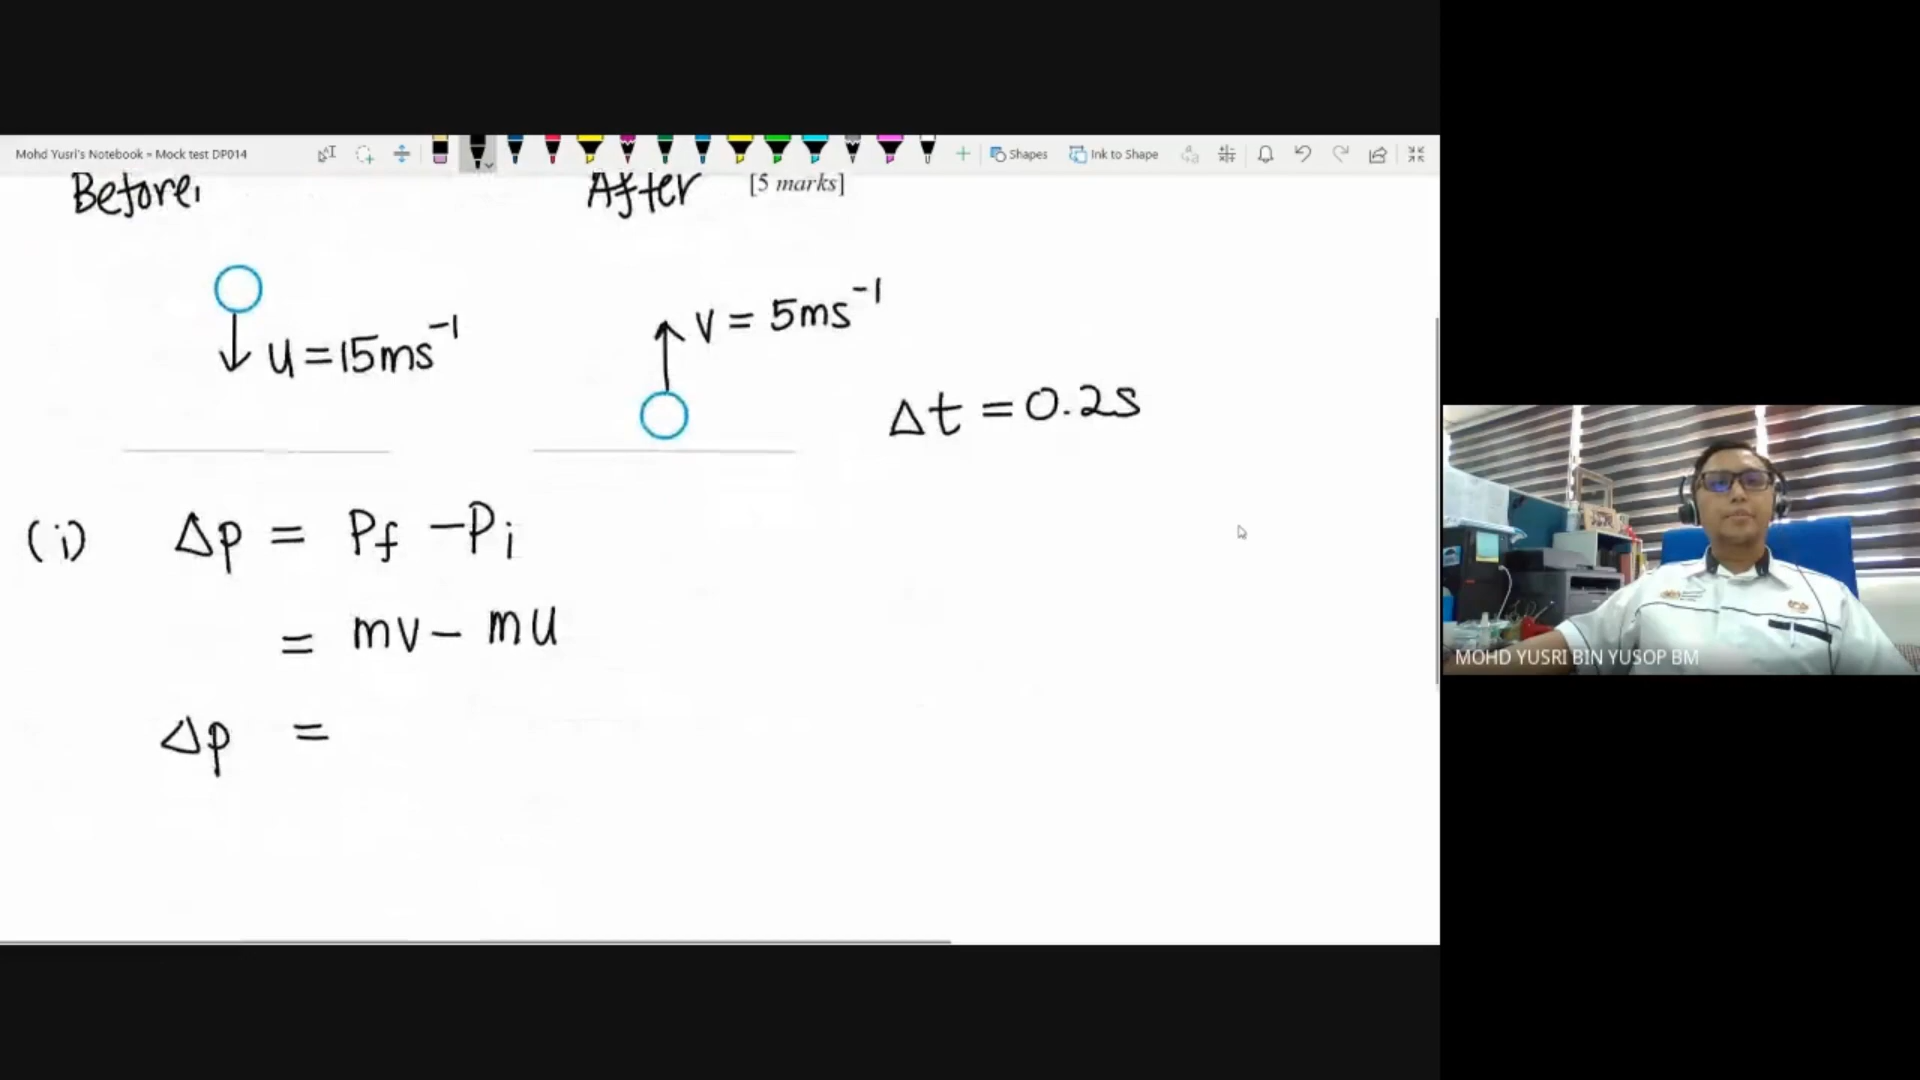 Mohd Yusri's Notebook » Mock test DP014
Shapes
Ink to Shape
Before,
After
[5 marks]
u = 15ms⁻¹
v = 5ms⁻¹
Δt = 0.2s
(i) Δp = Pf - Pi
= mv - mu
Δp =
MOHD YUSRI BIN YUSOP BM